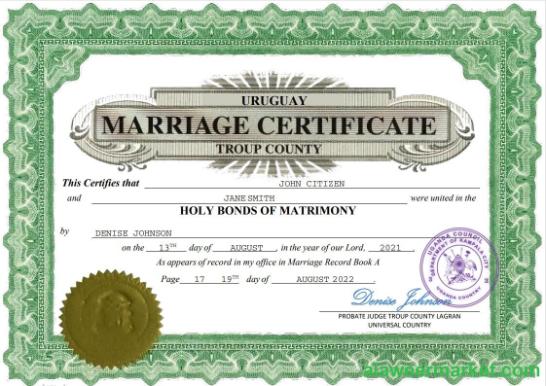 URUGUAY
MARRIAGE CERTIFICATE
TROUP COUNTY
This Certifies that JOHN CITIZEN
and JANE SMITH were united in the
HOLY BONDS OF MATRIMONY
by DENISE JOHNSON
on the 13TH day of AUGUST, in the year of our Lord, 2021.
As appears of record in my office in Marriage Record Book A
Page 17 19TH day of AUGUST 2022.
Denise Johnson
PROBATE JUDGE TROUP COUNTY LAGRAN
UNIVERSAL COUNTRY
UGANDA COUNCIL
DEPARTMENT OF KAMPALA CITY
UGANDA COUNTRY